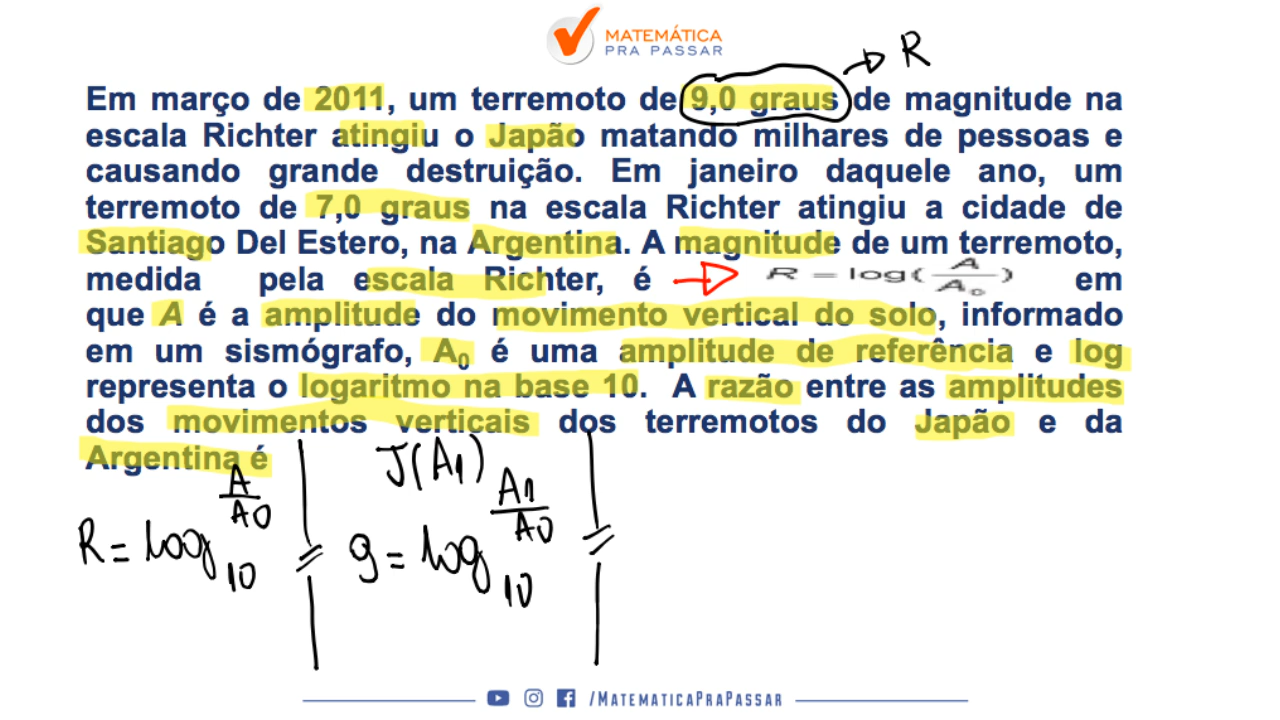 MATEMÁTICA
PRA PASSAR
R
Em março de 2011, um terremoto de 9,0 graus de magnitude na
escala Richter atingiu o Japão matando milhares de pessoas e
causando grande destruição. Em janeiro daquele ano, um
terremoto de 7,0 graus na escala Richter atingiu a cidade de
Santiago Del Estero, na Argentina. A magnitude de um terremoto,
medida pela escala Richter, é R = log(A/A₀) em
que A é a amplitude do movimento vertical do solo, informado
em um sismógrafo, A₀ é uma amplitude de referência e log
representa o logaritmo na base 10. A razão entre as amplitudes
dos movimentos verticais dos terremotos do Japão e da
Argentina é
R = log₁₀ A/A0
J(A1)
9 = log₁₀ A1/A0
/MATEMATICAPRAPASSAR